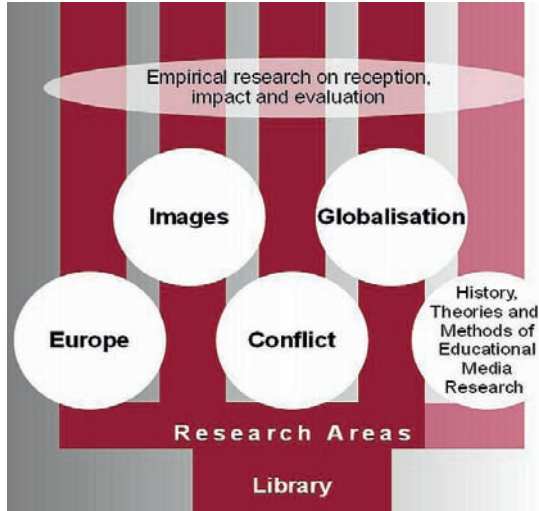 Empirical research on reception,
impact and evaluation
Images
Globalisation
Europe
Conflict
History,
Theories and
Methods of
Educational
Media
Research
Research Areas
Library